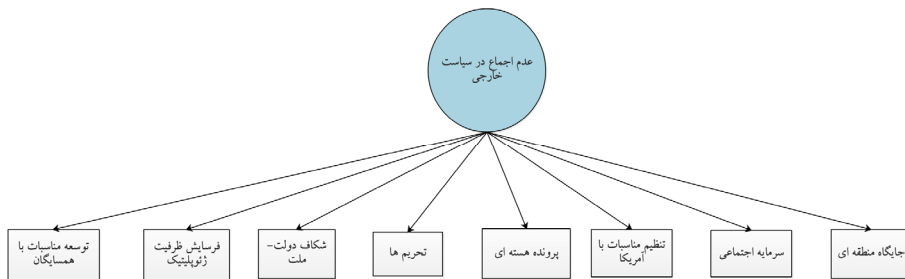 عدم اجماع در سیاست
خارجی
جایگاه منطقه ای
سرمایه اجتماعی
تنظیم مناسبات با
آمریکا
پرونده هسته ای
تحریم ها
شکاف دولت-
ملت
فرسایش ظرفیت
ژئوپلیتیک
توسعه مناسبات با
همسایگان